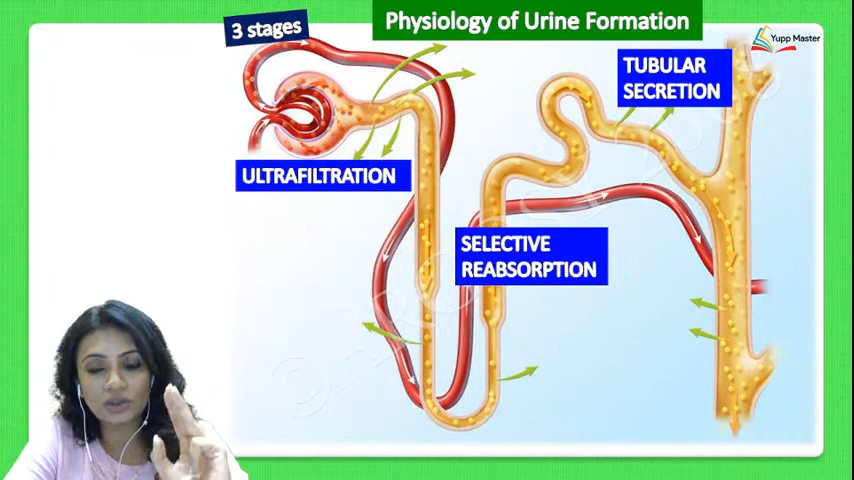 3 stages
Physiology of Urine Formation
Yupp Master
TUBULAR
SECRETION
ULTRAFILTRATION
SELECTIVE
REABSORPTION